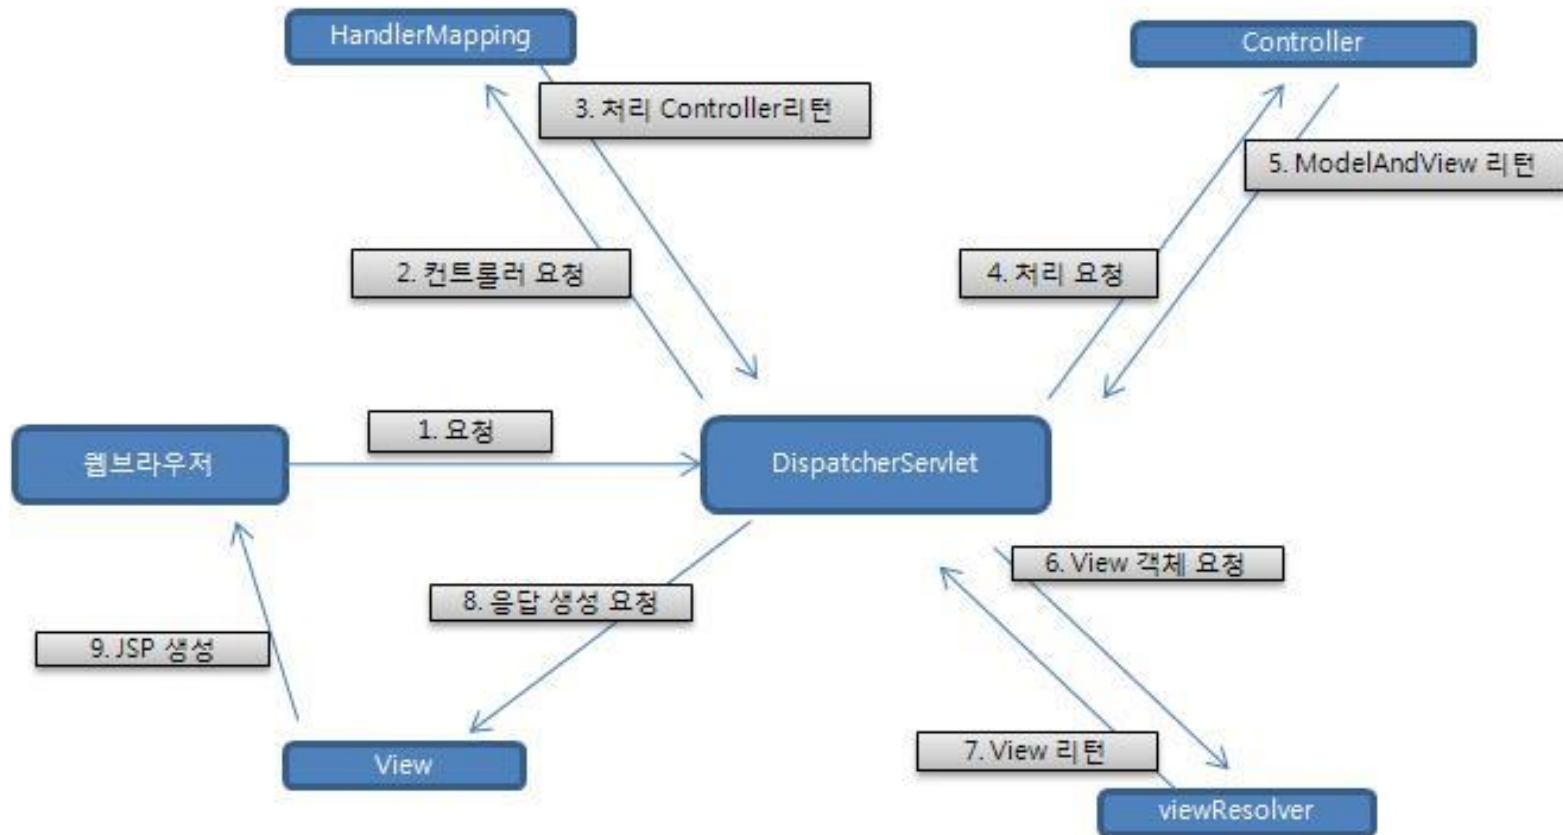 HandlerMapping
Controller
3. 처리 Controller리턴
5. ModelAndView 리턴
2. 컨트롤러 요청
4. 처리 요청
1. 요청
웹브라우저
DispatcherServlet
6. View 객체 요청
8. 응답 생성 요청
9. JSP 생성
7. View 리턴
View
viewResolver